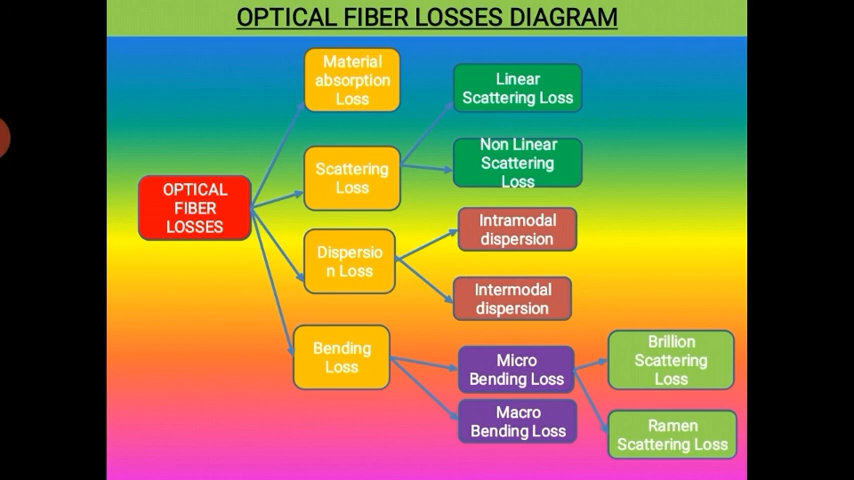 OPTICAL FIBER LOSSES DIAGRAM
Material
absorption
Loss
Linear
Scattering Loss
Non Linear
Scattering
Loss
Scattering
Loss
OPTICAL
FIBER
LOSSES
Intramodal
dispersion
Dispersio
n Loss
Intermodal
dispersion
Bending
Loss
Micro
Bending Loss
Brillion
Scattering
Loss
Macro
Bending Loss
Ramen
Scattering Loss